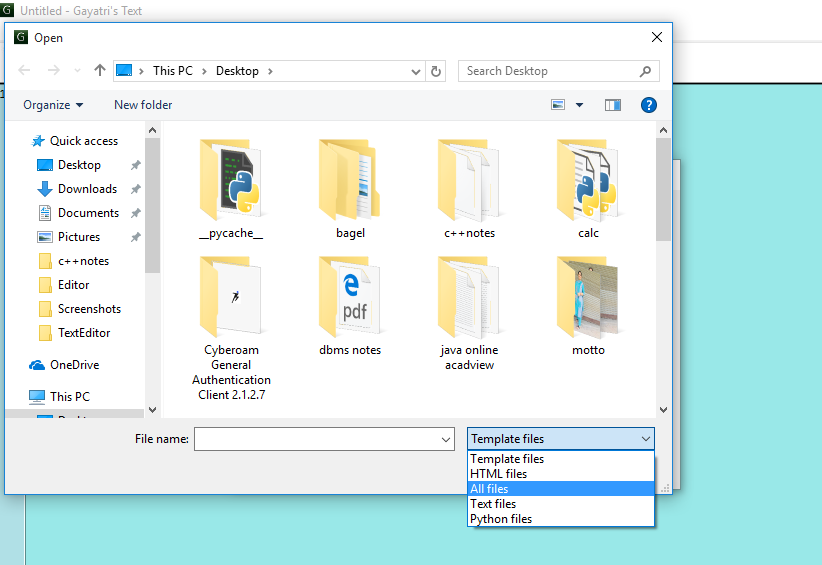 G Untitled - Gayatri's Text
G Open
This PC Desktop
Search Desktop
Organize
New folder
?
1
Quick access
Desktop
Downloads
Documents
Pictures
c++notes
Editor
Screenshots
TextEditor
OneDrive
This PC
__pycache__
bagel
c++notes
calc
pdf
Cyberoam
General
Authentication
Client 2.1.2.7
dbms notes
java online
acadview
motto
File name:
Template files
Template files
HTML files
All files
Text files
Python files